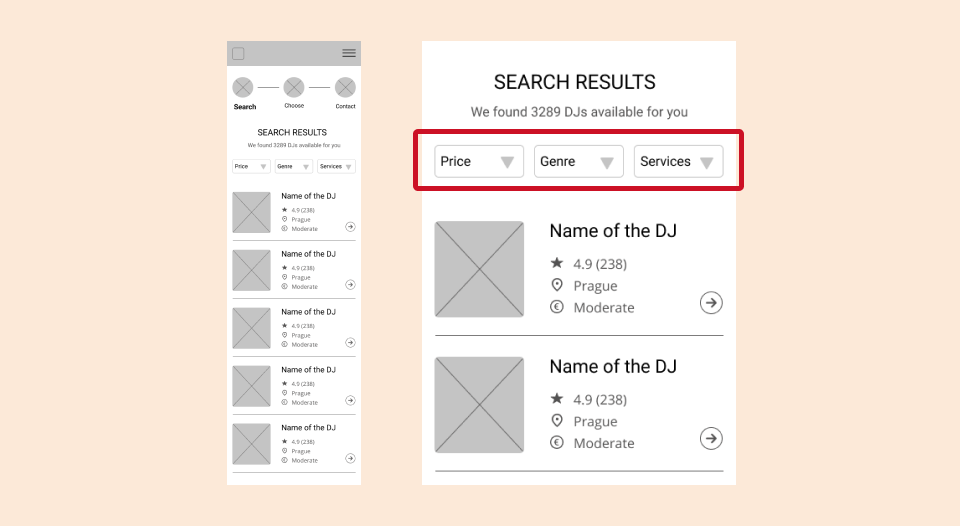 Search
Choose
Contact
SEARCH RESULTS
We found 3289 DJs available for you
Price
Genre
Services
Name of the DJ
4.9 (238)
Prague
€ Moderate
Name of the DJ
4.9 (238)
Prague
€ Moderate
Name of the DJ
4.9 (238)
Prague
€ Moderate
Name of the DJ
4.9 (238)
Prague
€ Moderate
Name of the DJ
4.9 (238)
Prague
€ Moderate
SEARCH RESULTS
We found 3289 DJs available for you
Price
Genre
Services
Name of the DJ
4.9 (238)
Prague
€ Moderate
Name of the DJ
4.9 (238)
Prague
€ Moderate